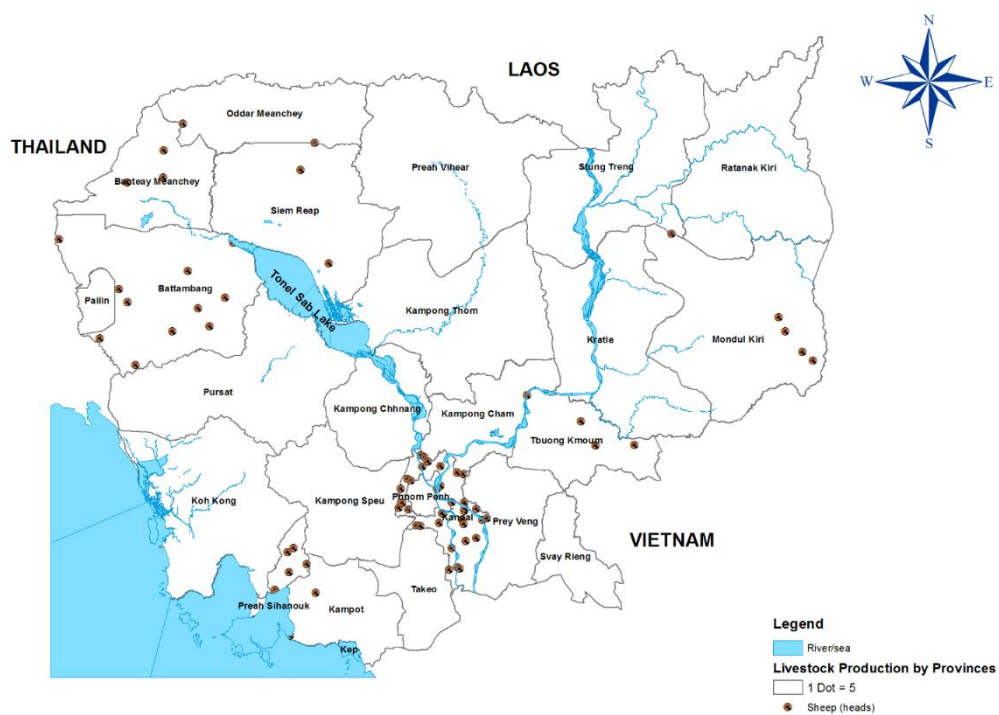 N
W
E
S
LAOS
THAILAND
Oddar Meanchey
Preah Vihear
Stung Treng
Ratanak Kiri
Banteay Meanchey
Siem Reap
Battambang
Pailin
Tonel Sab Lake
Kampong Thom
Kratie
Mondul Kiri
Pursat
Kampong Chhnang
Kampong Cham
Tbuong Kmoum
Koh Kong
Kampong Speu
Phnom Penh
Kandal
Prey Veng
VIETNAM
Svay Rieng
Takeo
Preah Sihanouk
Kampot
Kep
Legend
River/sea
Livestock Production by Provinces
1 Dot = 5
Sheep (heads)